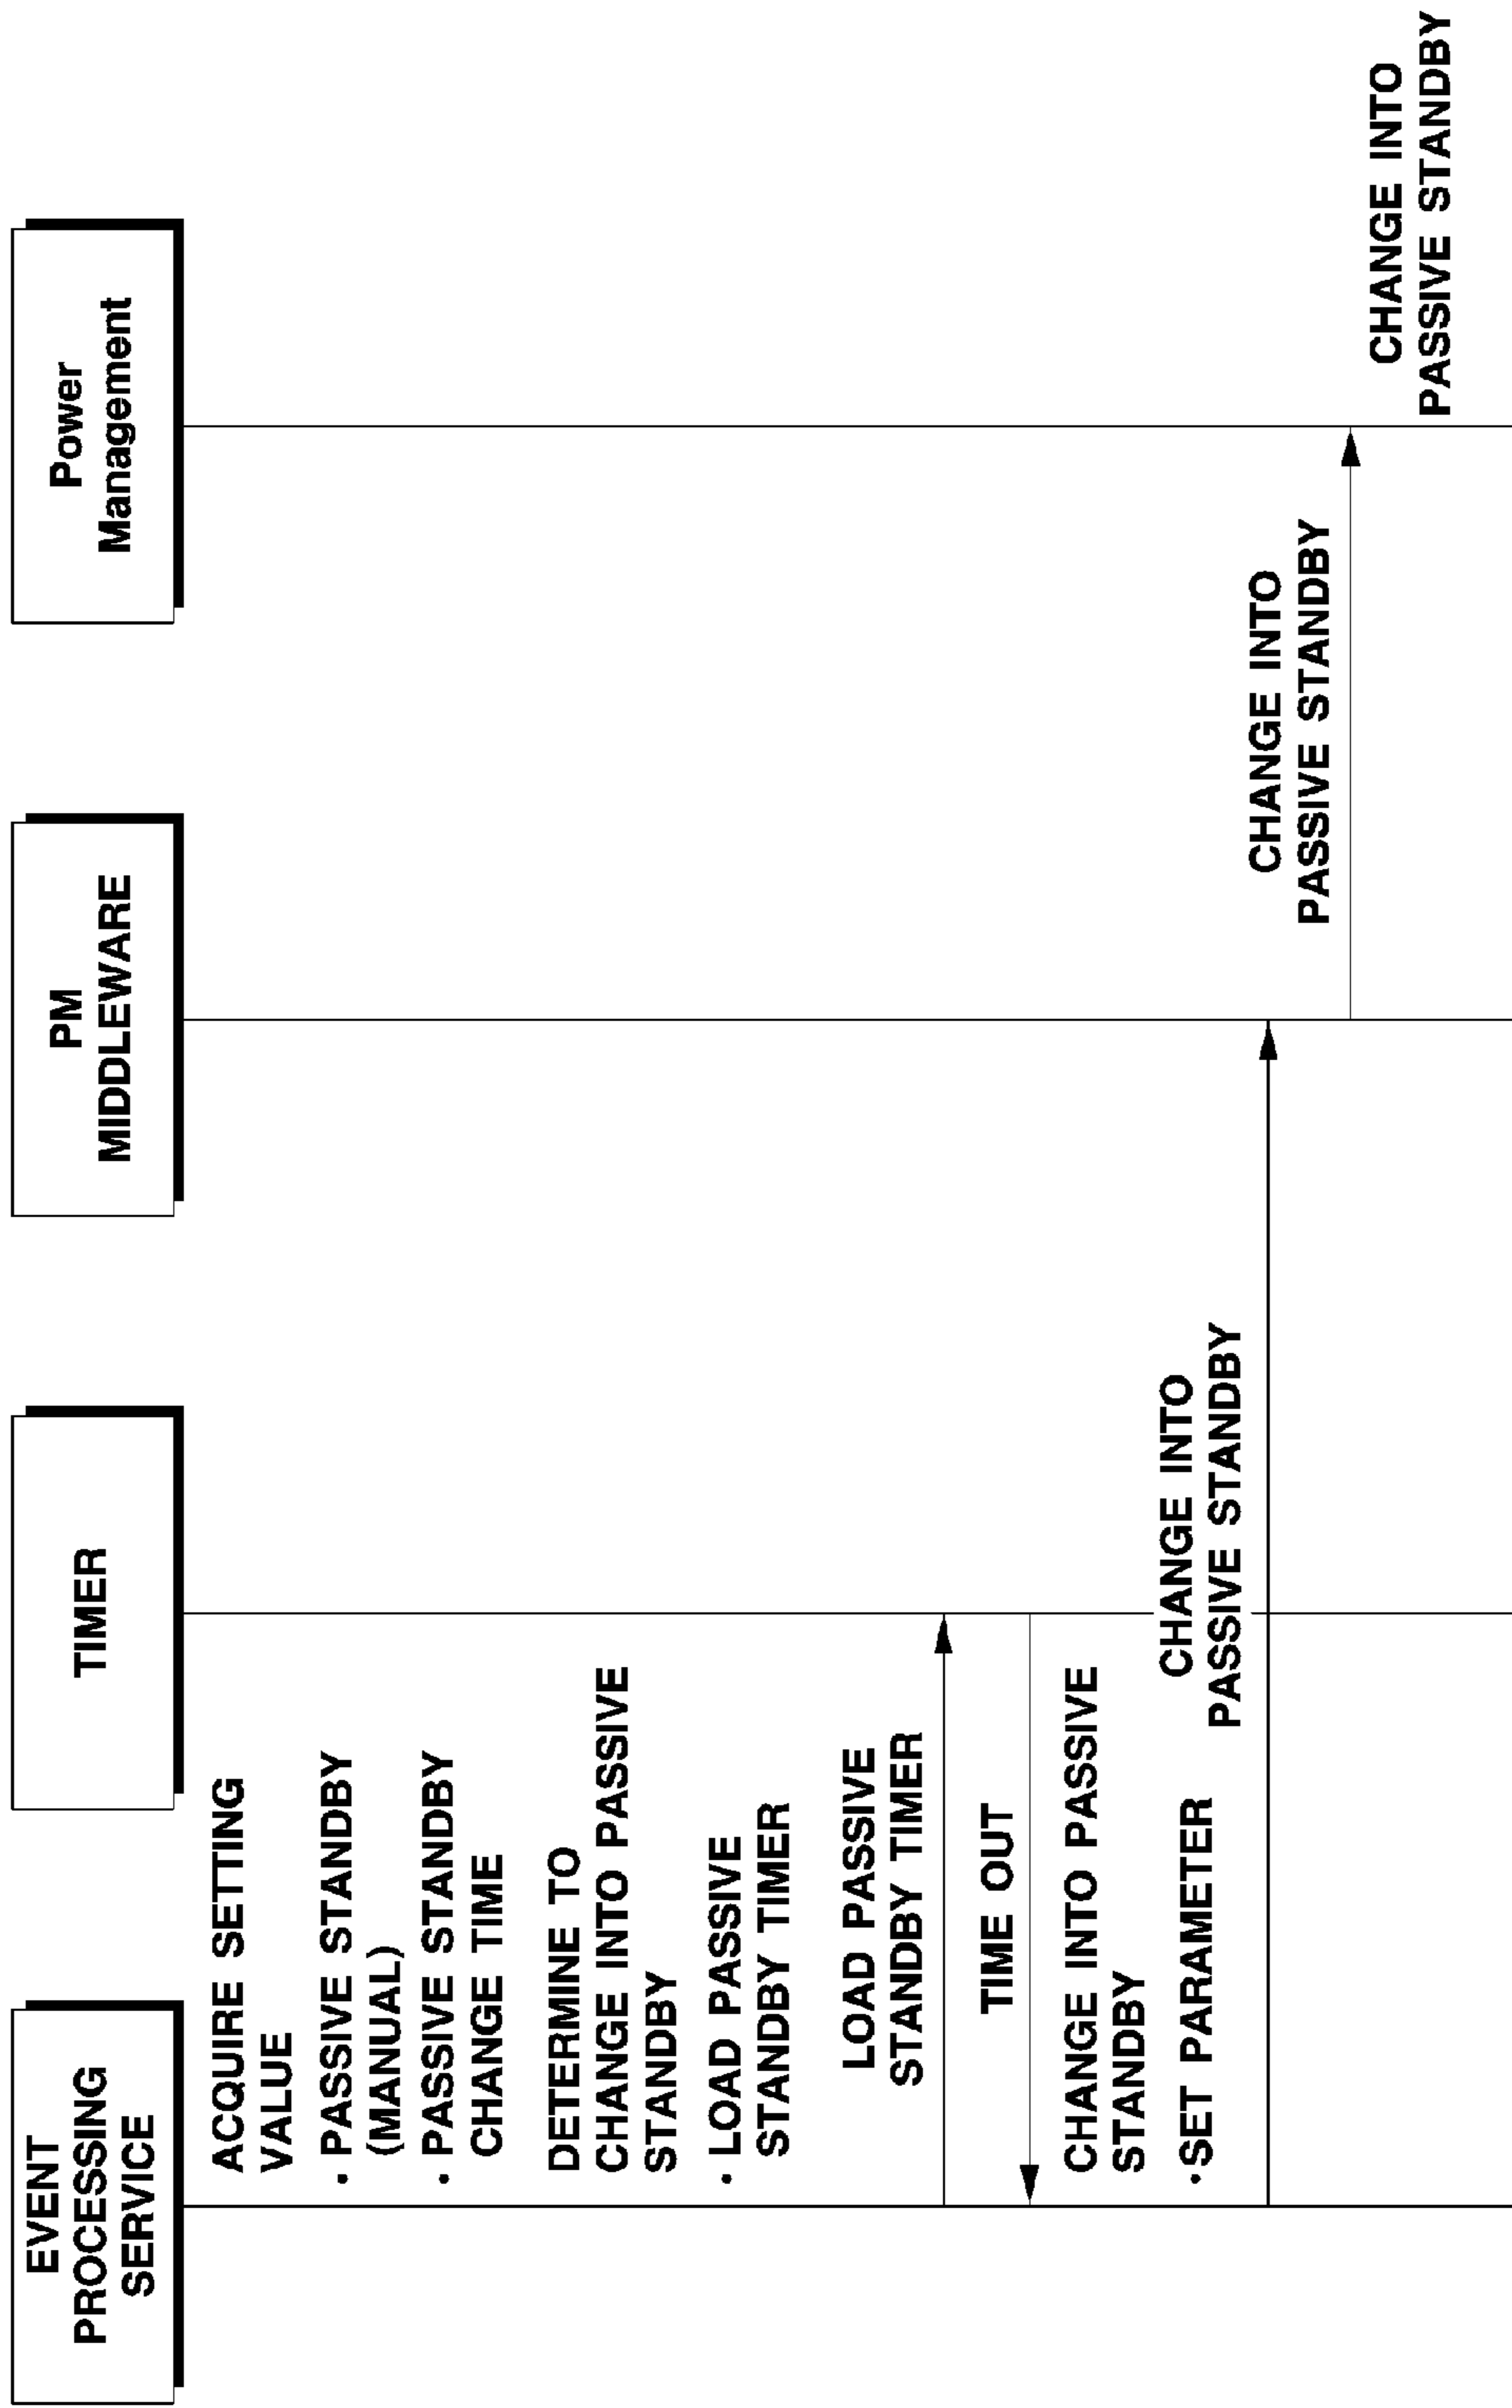 EVENT
PROCESSING
SERVICE
TIMER
PM
MIDDLEWARE
Power
Management
ACQUIRE SETTING
VALUE
· PASSIVE STANDBY
(MANUAL)
· PASSIVE STANDBY
CHANGE TIME
DETERMINE TO
CHANGE INTO PASSIVE
STANDBY
· LOAD PASSIVE
STANDBY TIMER
LOAD PASSIVE
STANDBY TIMER
TIME OUT
CHANGE INTO PASSIVE
STANDBY
· SET PARAMETER
CHANGE INTO
PASSIVE STANDBY
CHANGE INTO
PASSIVE STANDBY
CHANGE INTO
PASSIVE STANDBY